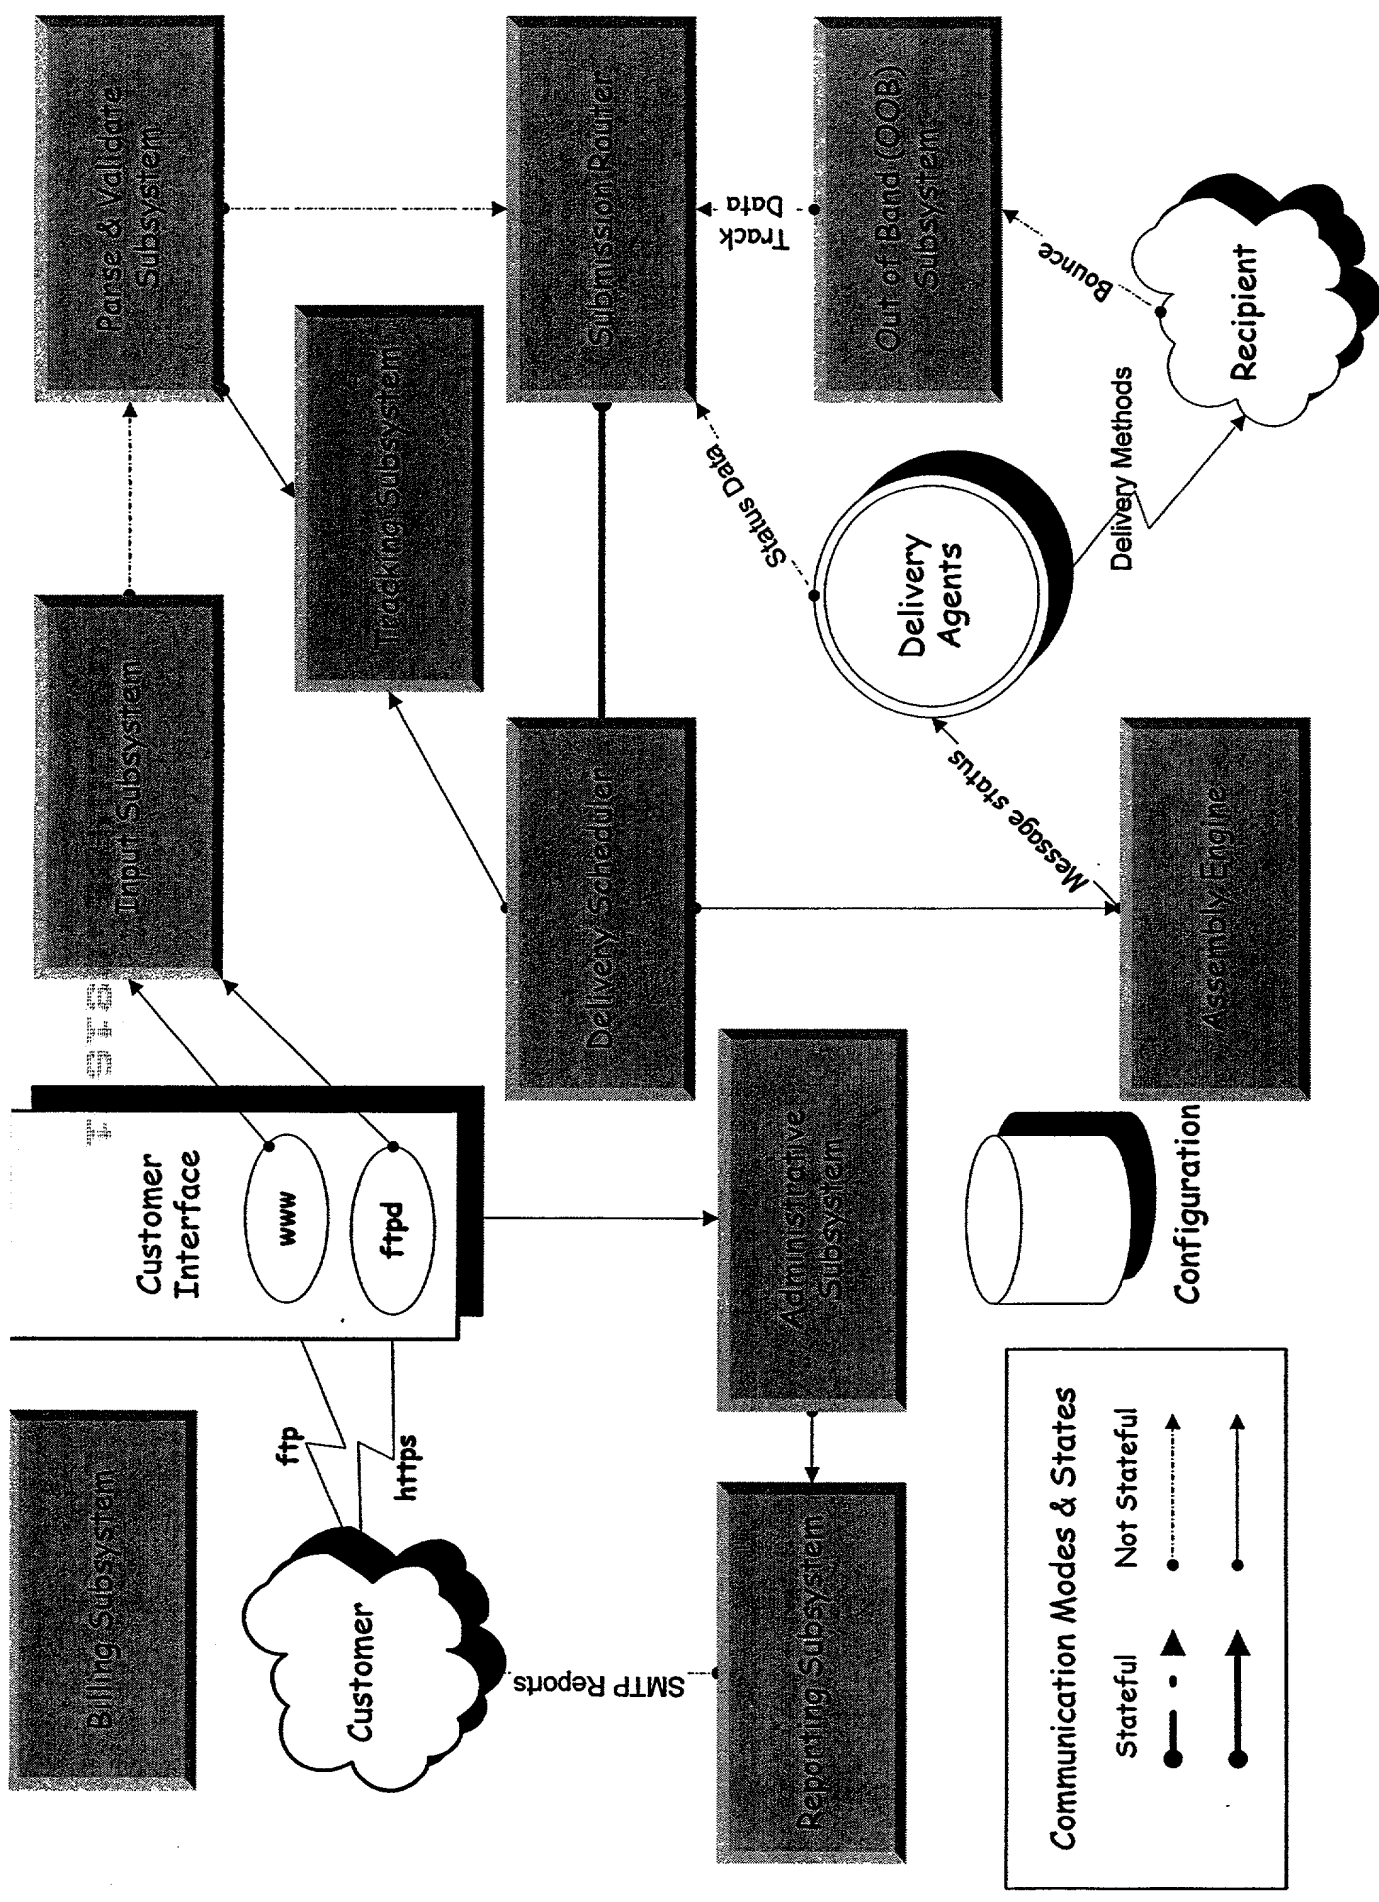 Billing Subsystem
Customer
Interface
www
ftpd
Input Subsystem
Parse & Validate
Subsystem
ftp
https
Customer
Tracking Subsystem
SMTP Reports
Delivery Scheduler
Submission Router
Reporting Subsystem
Administrative
Subsystem
Status Data
Track
Data
Delivery
Agents
Out of Band (OOB)
Subsystem
Message status
Bounce
Configuration
Assembly Engine
Delivery Methods
Recipient
Communication Modes & States
Stateful
Not Stateful